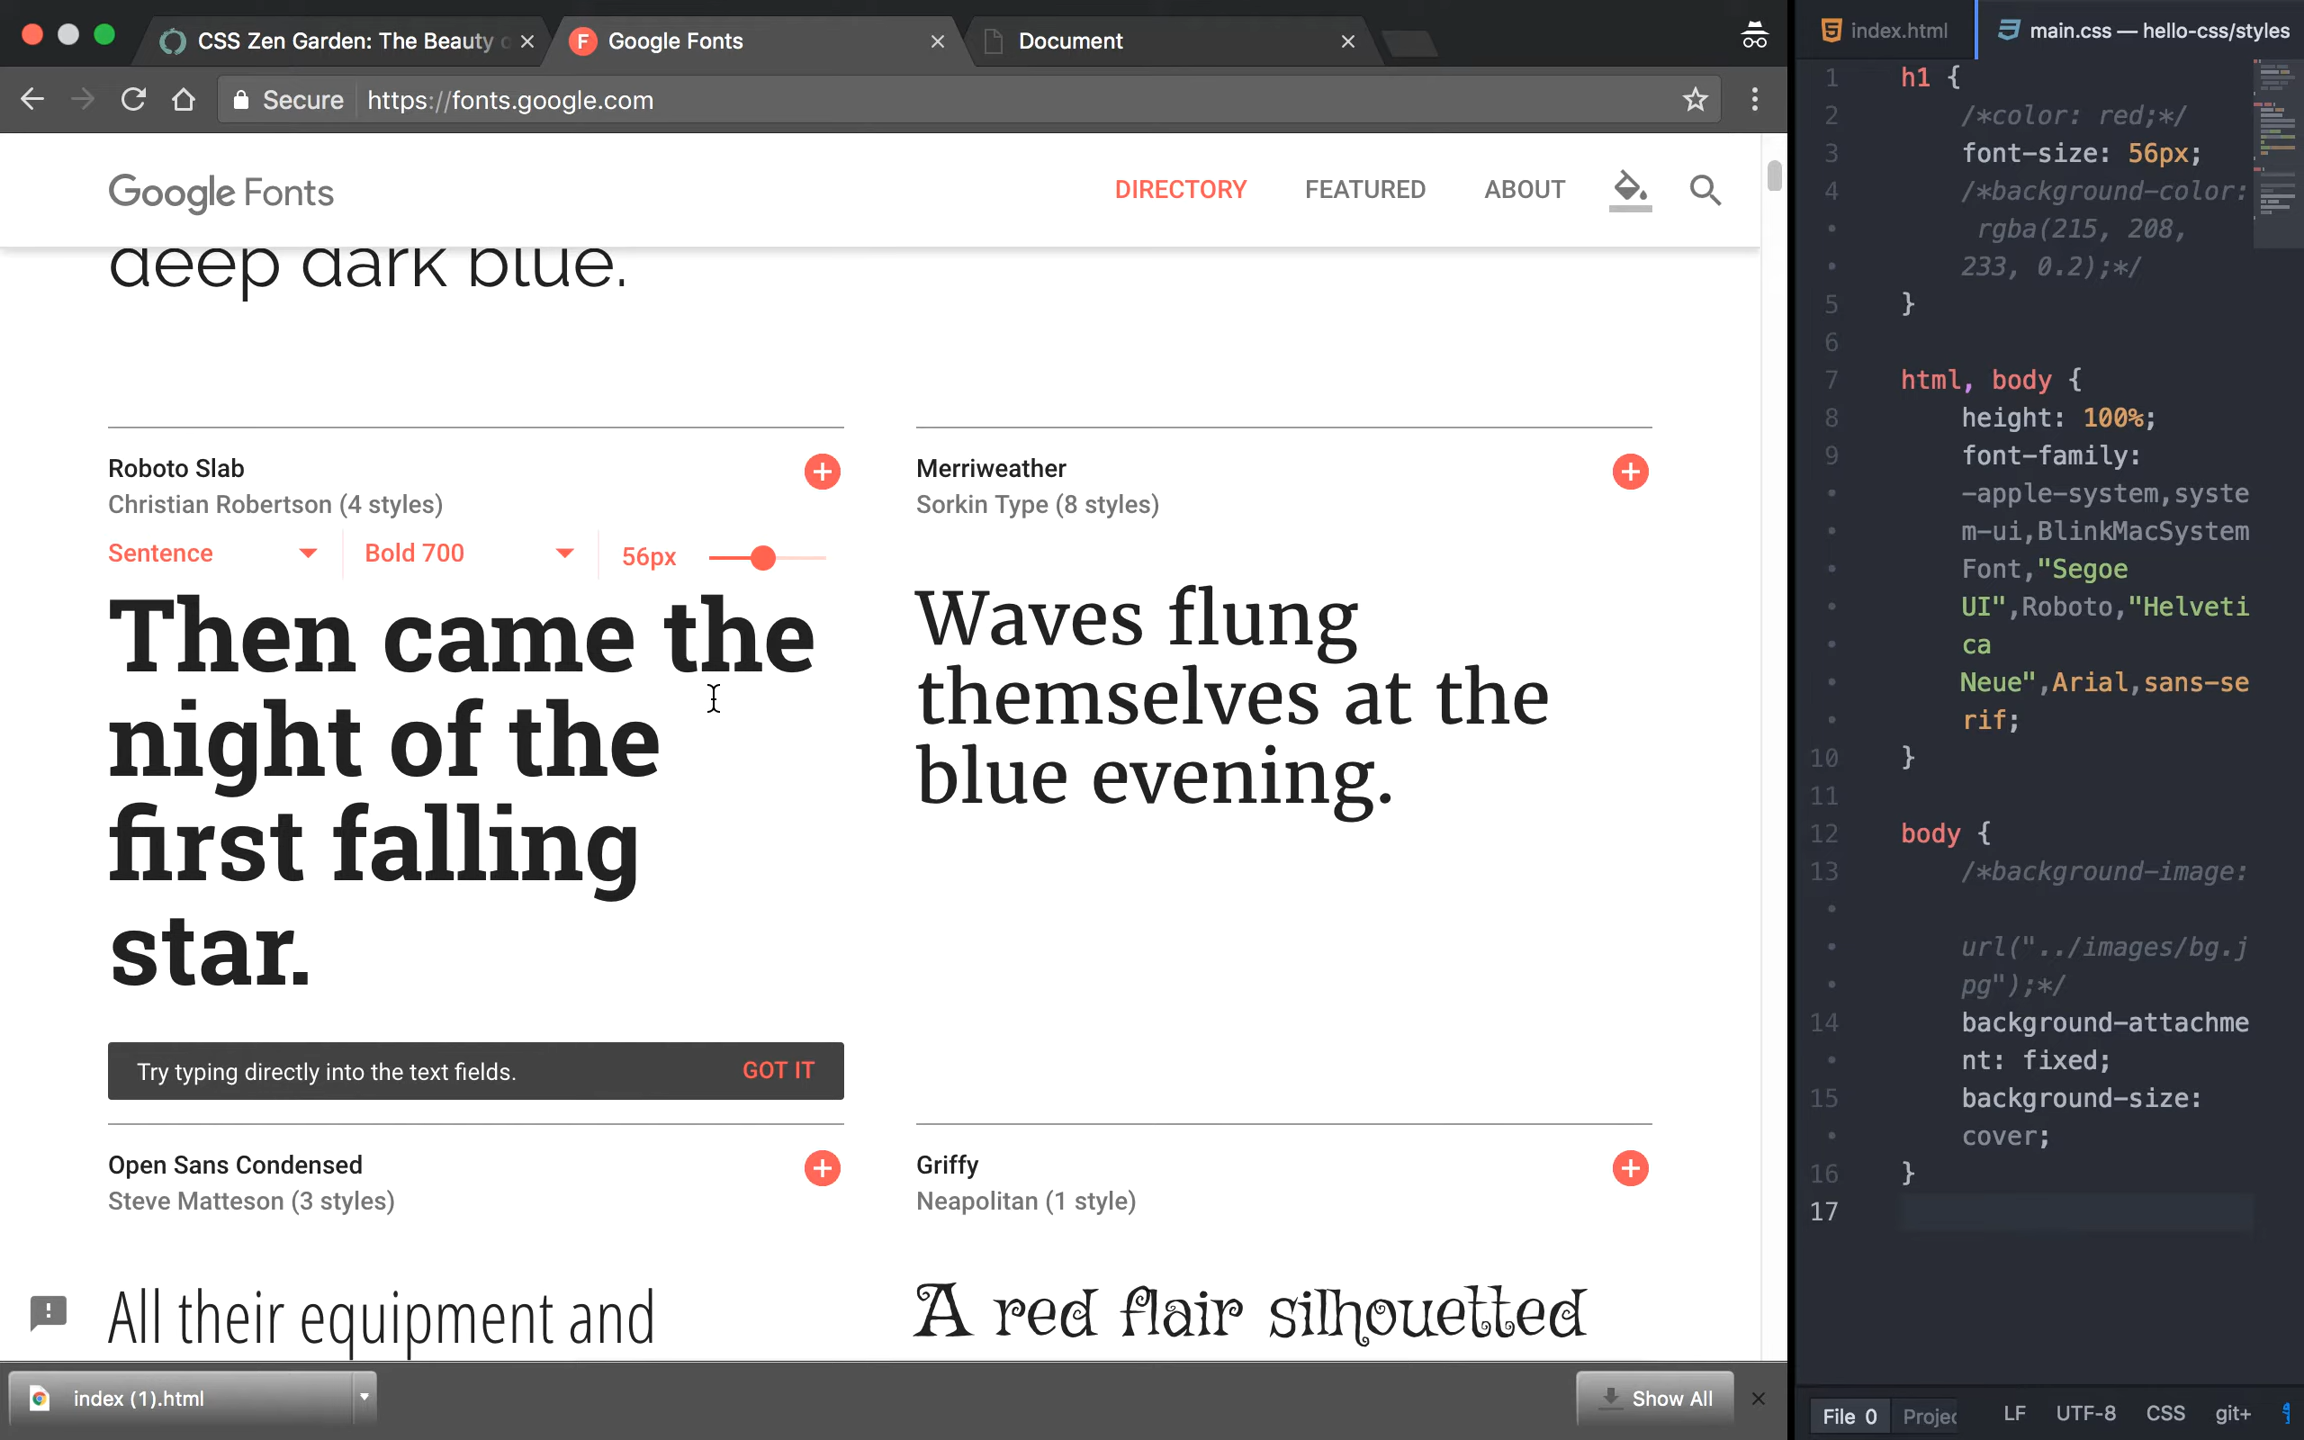 CSS Zen Garden: The Beauty
Google Fonts
Document
Secure
https://fonts.google.com
Google Fonts
DIRECTORY
FEATURED
ABOUT
deep dark blue.
Roboto Slab
Christian Robertson (4 styles)
Sentence
Bold 700
56px
Then came the
night of the
first falling
star.
Try typing directly into the text fields.
GOT IT
Merriweather
Sorkin Type (8 styles)
Waves flung
themselves at the
blue evening.
Open Sans Condensed
Steve Matteson (3 styles)
All their equipment and
Griffy
Neapolitan (1 style)
A red flair silhouetted
index (1).html
Show All
index.html
main.css — hello-css/styles
1 h1 {
2 /*color: red;*/
3 font-size: 56px;
4 /*background-color:
rgba(215, 208,
233, 0.2);*/
5 }
6
7 html, body {
8 height: 100%;
9 font-family:
-apple-system,syste
m-ui,BlinkMacSystem
Font,"Segoe
UI",Roboto,"Helveti
ca
Neue",Arial,sans-se
rif;
10 }
11
12 body {
13 /*background-image:
url("../images/bg.j
pg");*/
14 background-attachme
nt: fixed;
15 background-size:
cover;
16 }
17
File 0
Projec
LF
UTF-8
CSS
git+